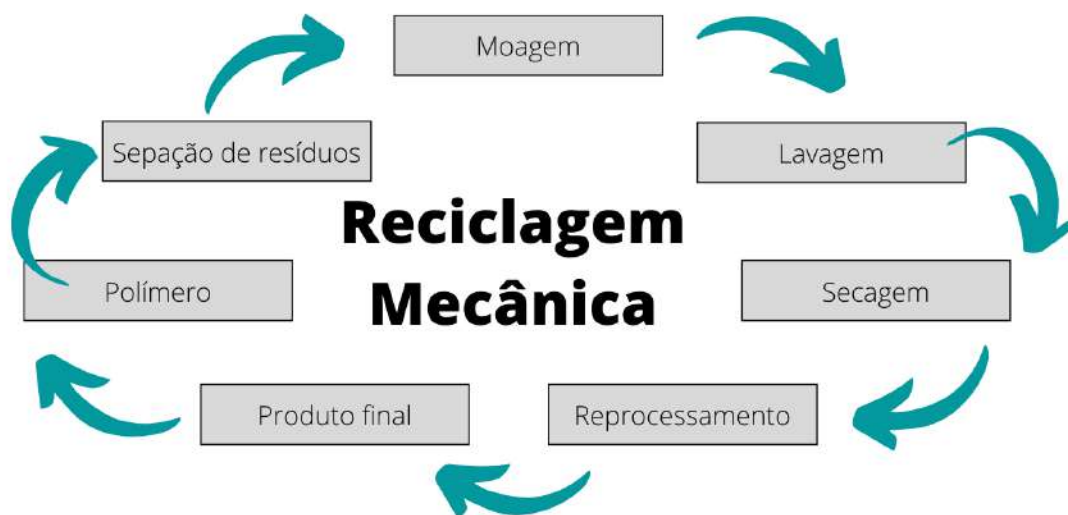 Moagem
Sepação de resíduos
Lavagem
Reciclagem
Mecânica
Polímero
Secagem
Produto final
Reprocessamento